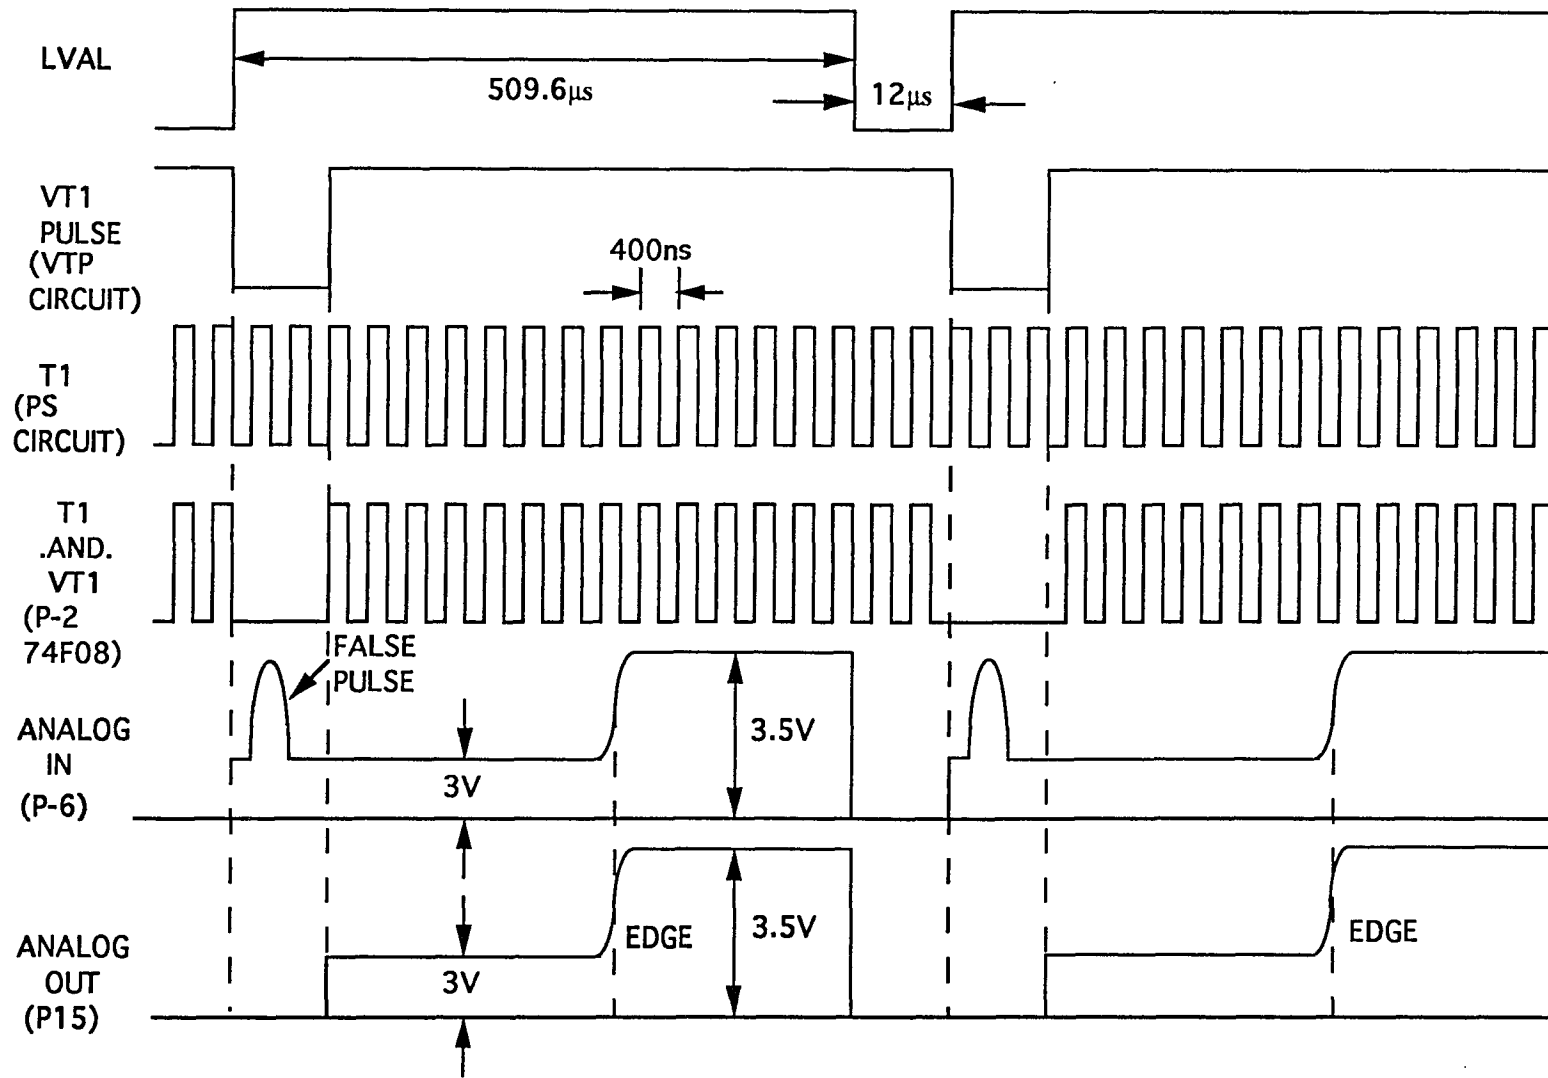 LVAL
509.6µs
12µs
VT1
PULSE
(VTP
CIRCUIT)
400ns
T1
(PS
CIRCUIT)
T1
.AND.
VT1
(P-2
74F08)
FALSE
PULSE
ANALOG
IN
(P-6)
3V
3.5V
ANALOG
OUT
(P15)
3V
EDGE
3.5V
EDGE